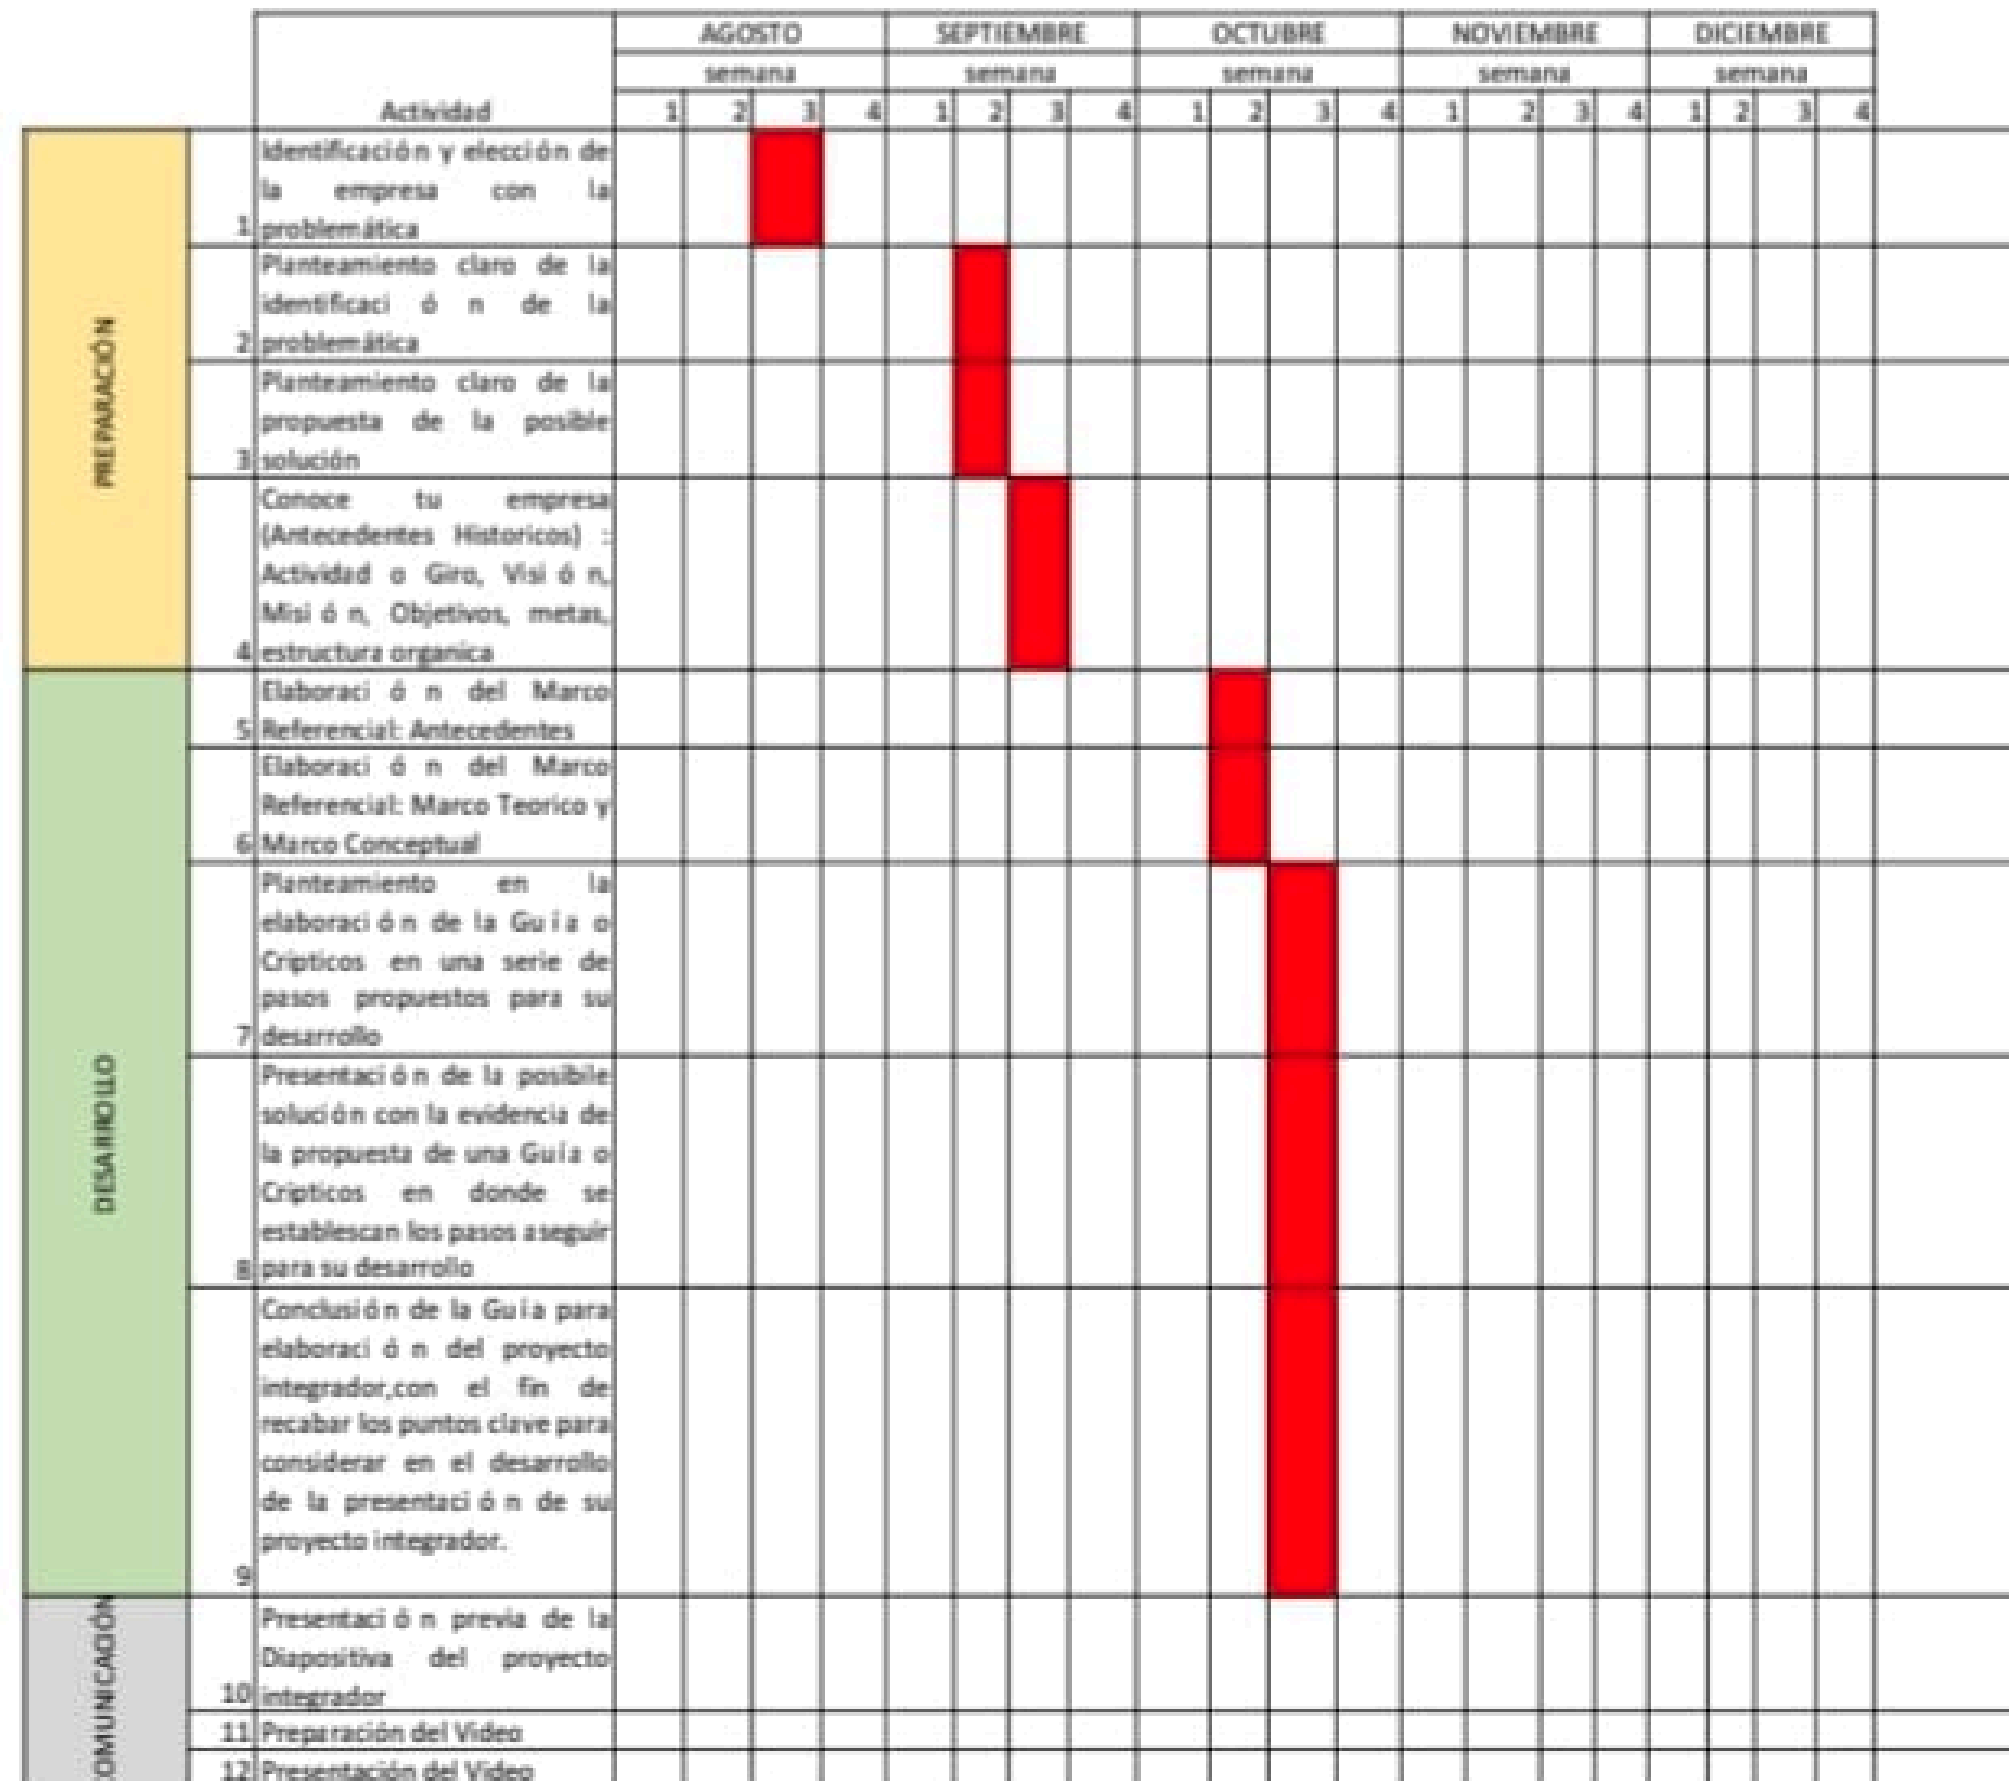 AGOSTO SEPTIEMBRE OCTUBRE NOVIEMBRE DICIEMBRE
semana semana semana semana semana
Actividad 1 2 3 4 1 2 3 4 1 2 3 4 1 2 3 4 1 2 3 4
PREPARACIÓN
Identificación y elección de
la empresa con la
1 problemática
Planteamiento claro de la
identificaci ó n de la
2 problemática
Planteamiento claro de la
propuesta de la posible
3 solución
Conoce tu empresa
(Antecedentes Historicos) :
Actividad o Giro, Visi ó n,
Misi ó n, Objetivos, metas,
4 estructura organica
DESARROLLO
Elaboraci ó n del Marco
5 Referencial: Antecedentes
Elaboraci ó n del Marco
Referencial: Marco Teorico y
6 Marco Conceptual
Planteamiento en la
elaboraci ó n de la Gu í a o
Cripticos en una serie de
pasos propuestos para su
7 desarrollo
Presentaci ó n de la posibile
solución con la evidencia de
la propuesta de una Guía o
Cripticos en donde se
establescan los pasos aseguir
8 para su desarrollo
Conclusión de la Guía para
elaboraci ó n del proyecto
integrador,con el fin de
recabar los puntos clave para
considerar en el desarrollo
de la presentaci ó n de su
proyecto integrador.
9
OMUNICACIÓN
Presentaci ó n previa de la
Diapositiva del proyecto
10 integrador
11 Preparación del Video
12 Presentación del Video